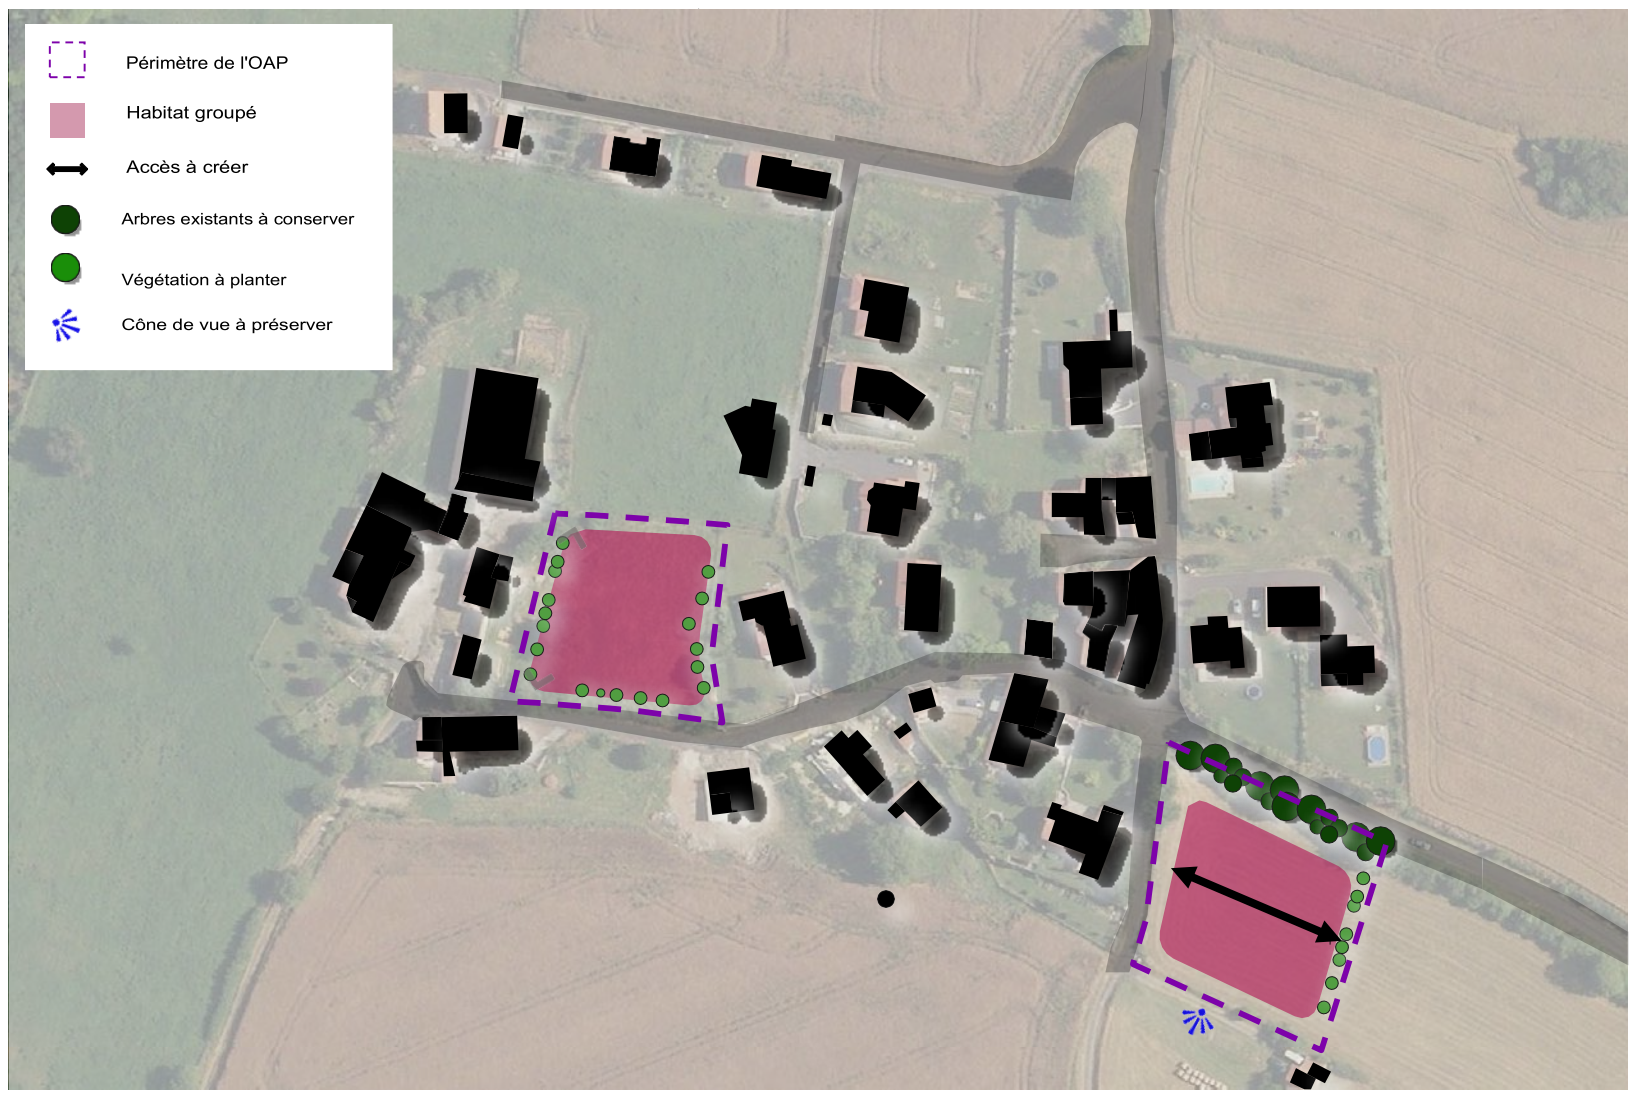 Périmètre de l'OAP
Habitat groupé
Accès à créer
Arbres existants à conserver
Végétation à planter
Cône de vue à préserver